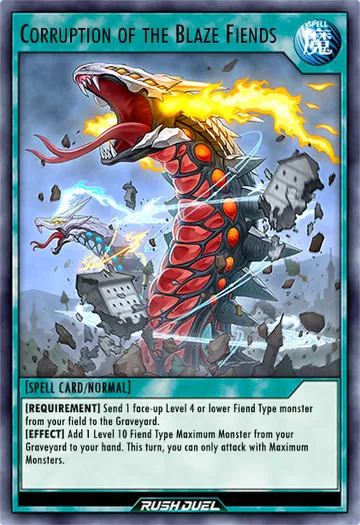 CORRUPTION OF THE BLAZE FIENDS
SPELL
魔
[SPELL CARD/NORMAL]
[REQUIREMENT] Send 1 face-up Level 4 or lower Fiend Type monster
from your field to the Graveyard.
[EFFECT] Add 1 Level 10 Fiend Type Maximum Monster from your
Graveyard to your hand. This turn, you can only attack with Maximum
Monsters.
RUSH DUEL